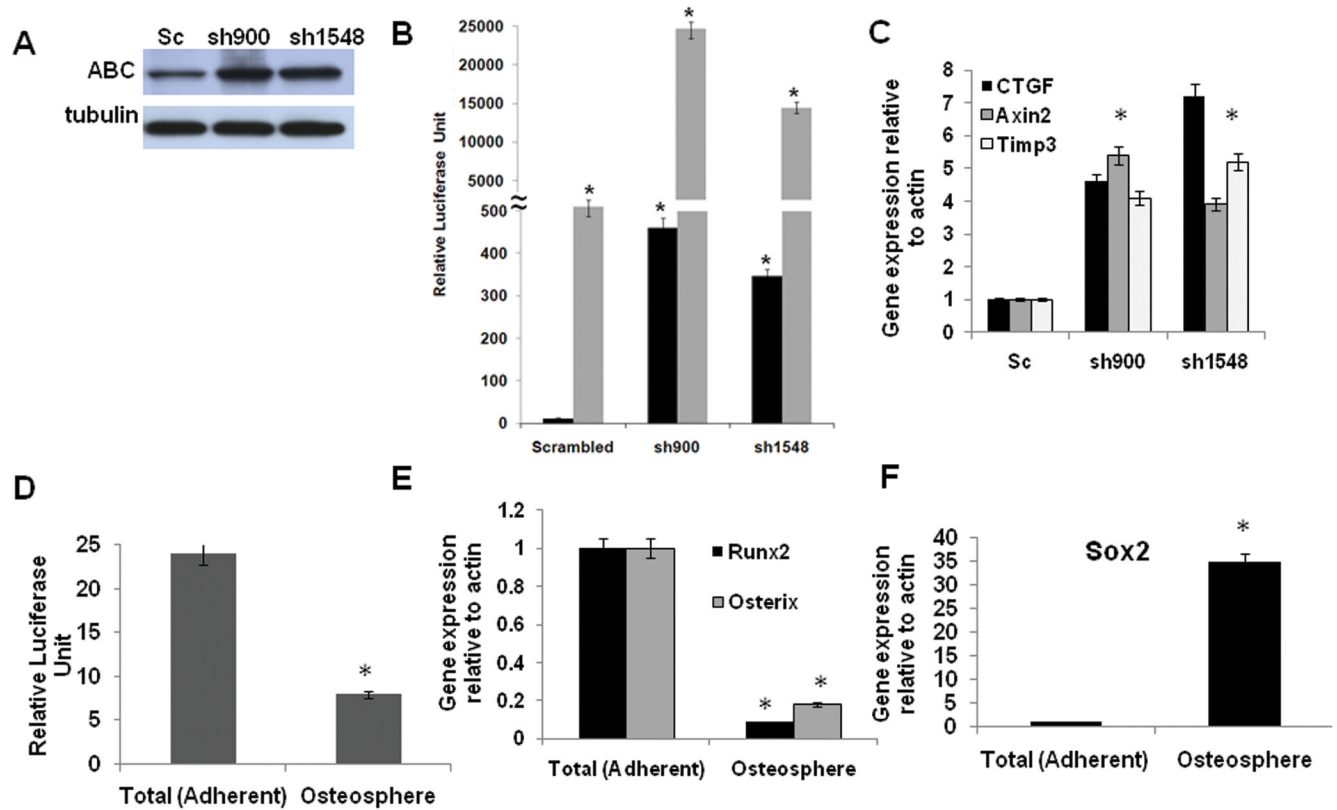 A
Sc sh900 sh1548
ABC
tubulin
B
Relative Luciferase Unit
25000
20000
15000
10000
5000
≈
500
400
300
200
100
0
*
*
*
*
*
Scrambled sh900 sh1548
C
Gene expression relative
to actin
8
7
6
5
4
3
2
1
0
CTGF
Axin2
Timp3
*
*
Sc sh900 sh1548
D
Relative Luciferase
Unit
25
20
15
10
5
0
*
Total (Adherent) Osteosphere
E
Gene expression
relative to actin
1.2
1
0.8
0.6
0.4
0.2
0
Runx2
Osterix
*
*
Total (Adherent) Osteosphere
F
Gene expression
relative to actin
40
35
30
25
20
15
10
5
0
Sox2
*
Total (Adherent) Osteosphere